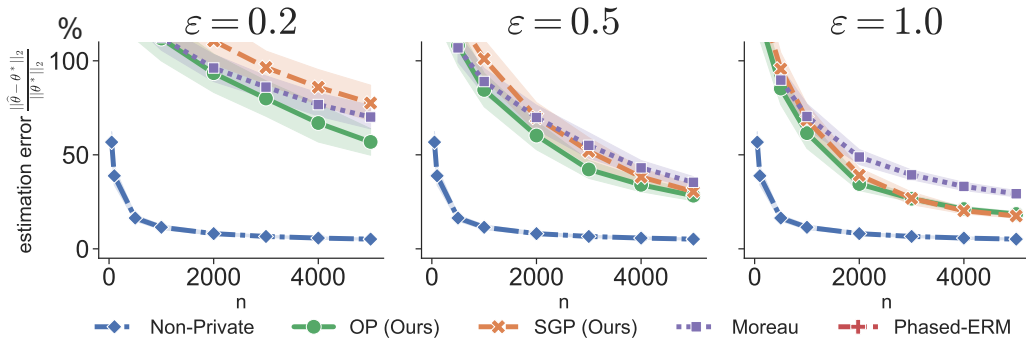 ε = 0.2 ε = 0.5 ε = 1.0
%
estimation error ||θ̂ − θ*||₂ / ||θ*||₂
100
50
0
0 2000 4000 0 2000 4000 0 2000 4000
n n n
Non-Private OP (Ours) SGP (Ours) Moreau Phased-ERM